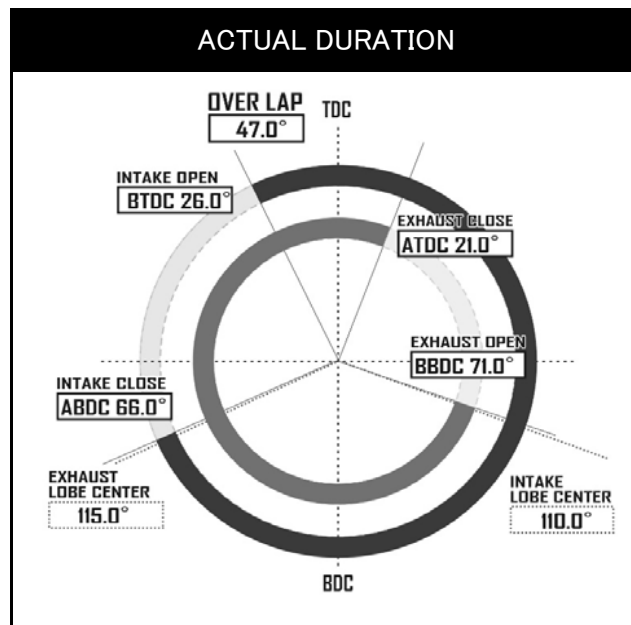 ACTUAL DURATION
OVER LAP
47.0°
TDC
INTAKE OPEN
BTDC 26.0°
EXHAUST CLOSE
ATDC 21.0°
EXHAUST OPEN
BBDC 71.0°
INTAKE CLOSE
ABDC 66.0°
EXHAUST
LOBE CENTER
115.0°
INTAKE
LOBE CENTER
110.0°
BDC